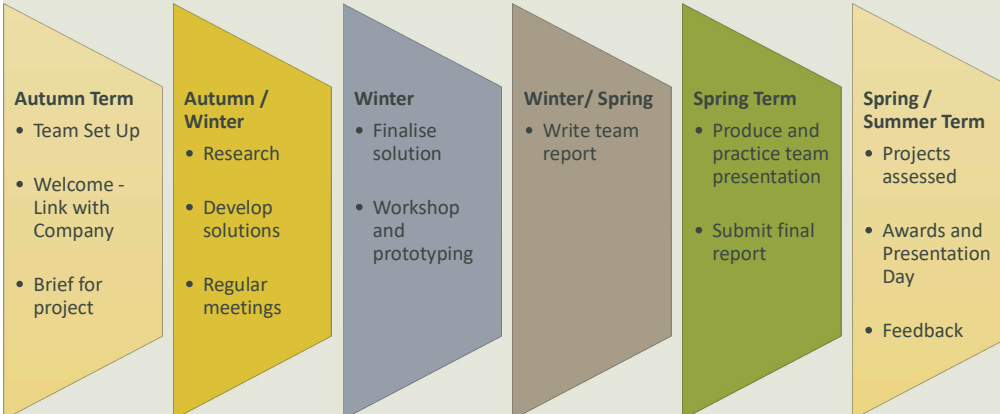 Autumn Term
• Team Set Up
• Welcome -
Link with
Company
• Brief for
project
Autumn /
Winter
• Research
• Develop
solutions
• Regular
meetings
Winter
• Finalise
solution
• Workshop
and
prototyping
Winter/ Spring
• Write team
report
Spring Term
• Produce and
practice team
presentation
• Submit final
report
Spring /
Summer Term
• Projects
assessed
• Awards and
Presentation
Day
• Feedback